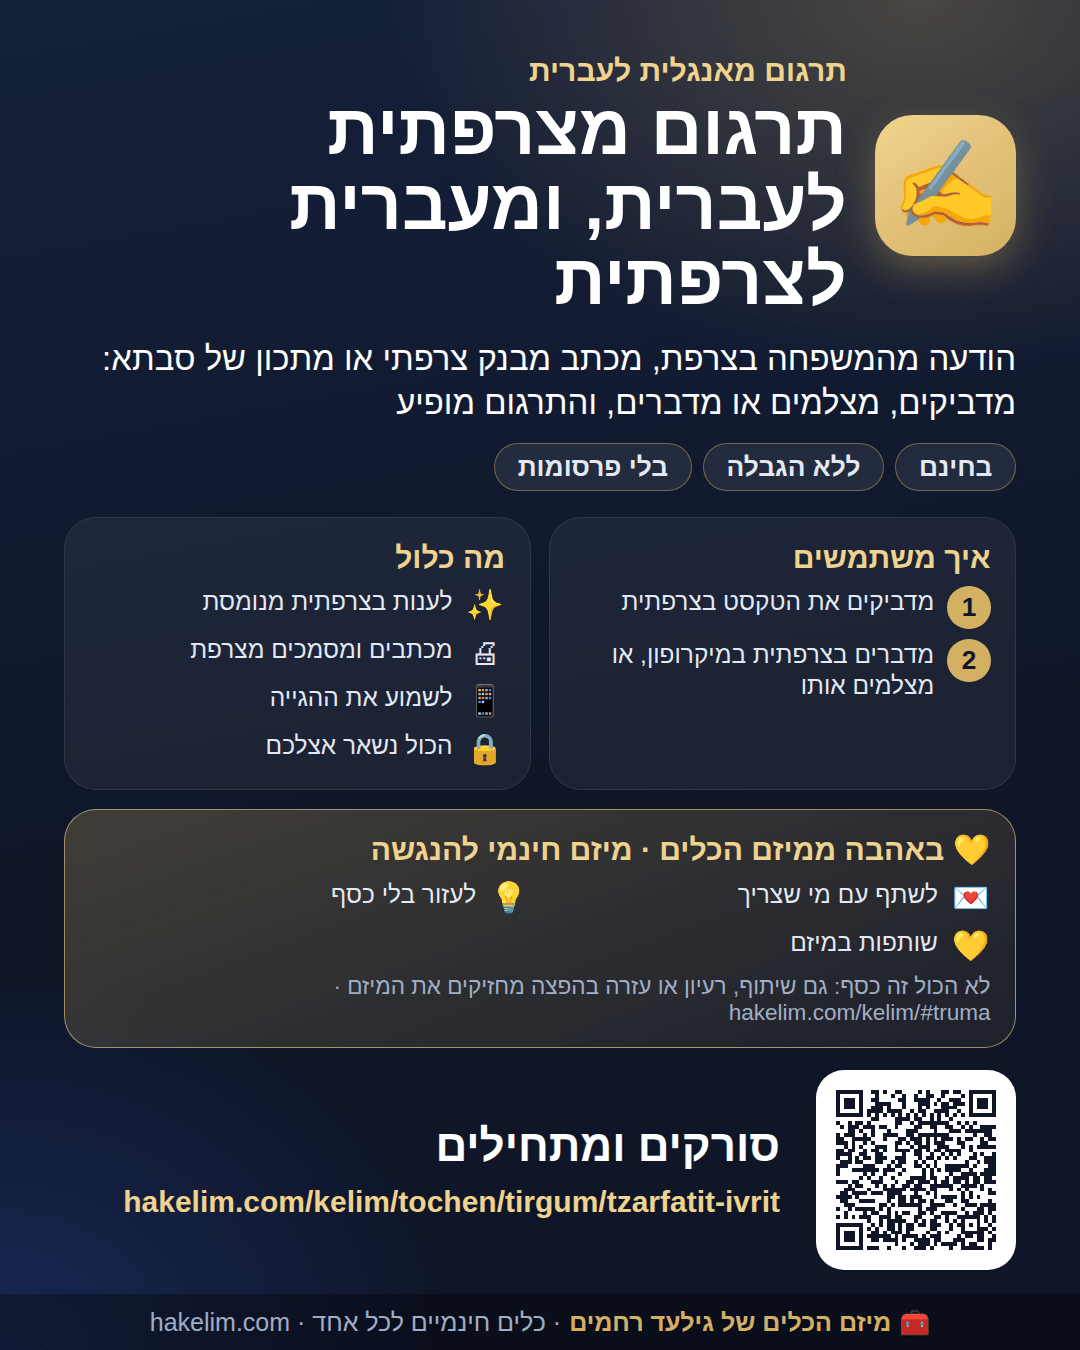 תרגום מאנגלית לעברית
תרגום מצרפתית
לעברית, ומעברית
לצרפתית
הודעה מהמשפחה בצרפת, מכתב מבנק צרפתי או מתכון של סבתא:
מדביקים, מצלמים או מדברים, והתרגום מופיע
בחינם
ללא הגבלה
בלי פרסומות
איך משתמשים
1 מדביקים את הטקסט בצרפתית
2 מדברים בצרפתית במיקרופון, או
מצלמים אותו
מה כלול
לענות בצרפתית מנומסת
מכתבים ומסמכים מצרפת
לשמוע את ההגייה
הכול נשאר אצלכם
באהבה ממיזם הכלים · מיזם חינמי להנגשה
לשתף עם מי שצריך
לעזור בלי כסף
שותפות במיזם
לא הכול זה כסף: גם שיתוף, רעיון או עזרה בהפצה מחזיקים את המיזם ·
hakelim.com/kelim/#truma
סורקים ומתחילים
hakelim.com/kelim/tochen/tirgum/tzarfatit-ivrit
מיזם הכלים של גילעד רחמים · כלים חינמיים לכל אחד · hakelim.com